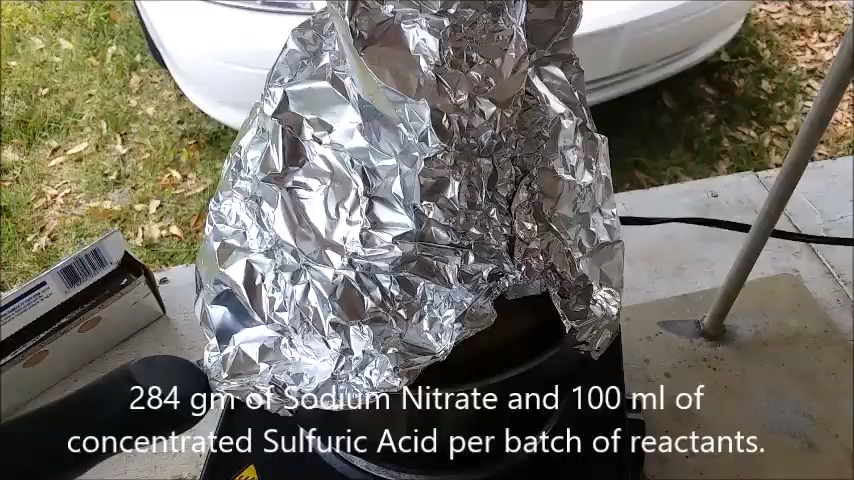 284 gm of Sodium Nitrate and 100 ml of
concentrated Sulfuric Acid per batch of reactants.